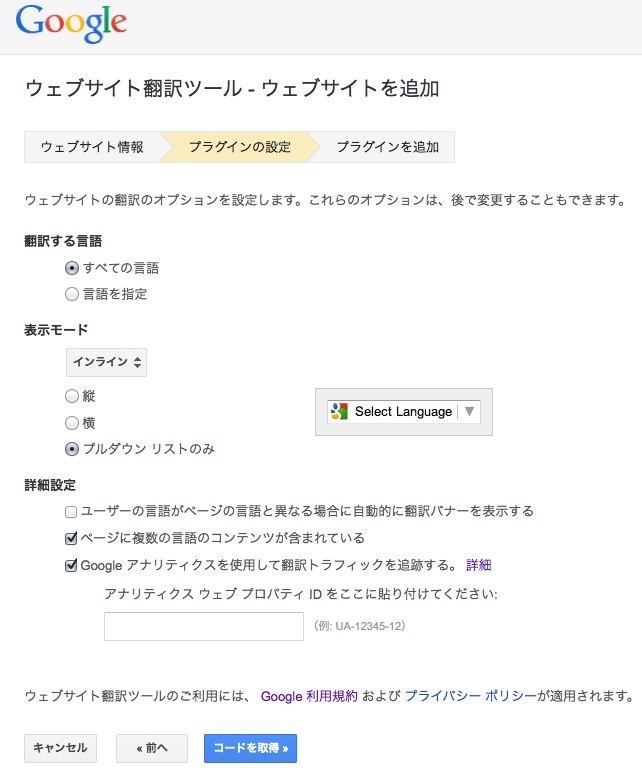 Google
ウェブサイト翻訳ツール - ウェブサイトを追加
ウェブサイト情報 プラグインの設定 プラグインを追加
ウェブサイトの翻訳のオプションを設定します。これらのオプションは、後で変更することもできます。
翻訳する言語
すべての言語
言語を指定
表示モード
インライン
縦
横
プルダウン リストのみ
Select Language ▼
詳細設定
ユーザーの言語がページの言語と異なる場合に自動的に翻訳バナーを表示する
ページに複数の言語のコンテンツが含まれている
Google アナリティクスを使用して翻訳トラフィックを追跡する。 詳細
アナリティクス ウェブ プロパティ ID をここに貼り付けてください:
（例: UA-12345-12）
ウェブサイト翻訳ツールのご利用には、 Google 利用規約 および プライバシー ポリシーが適用されます。
キャンセル « 前へ コードを取得 »